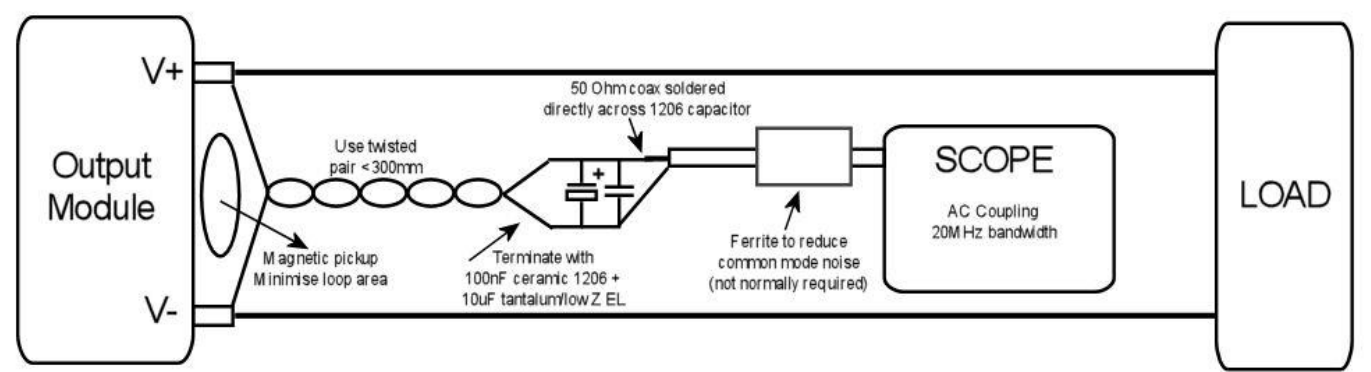 V+
Output
Module
V-
Magnetic pickup
Minimise loop area
Use twisted
pair <300mm
50 Ohm coax soldered
directly across 1206 capacitor
+
Terminate with
100nF ceramic 1206 +
10uF tantalum/low Z EL
Ferrite to reduce
common mode noise
(not normally required)
SCOPE
AC Coupling
20MHz bandwidth
LOAD